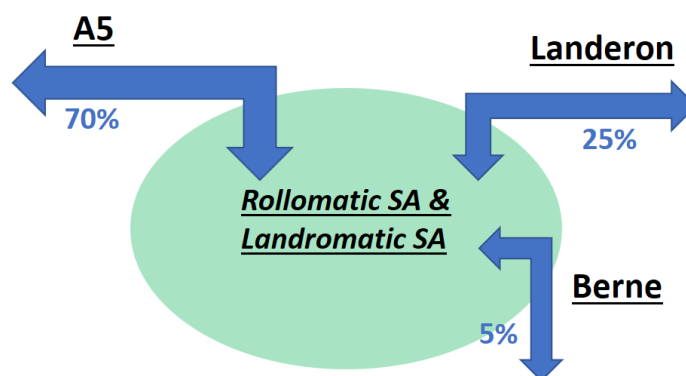 A5
70%
Landeron
25%
Rollomatic SA &
Landromatic SA
Berne
5%